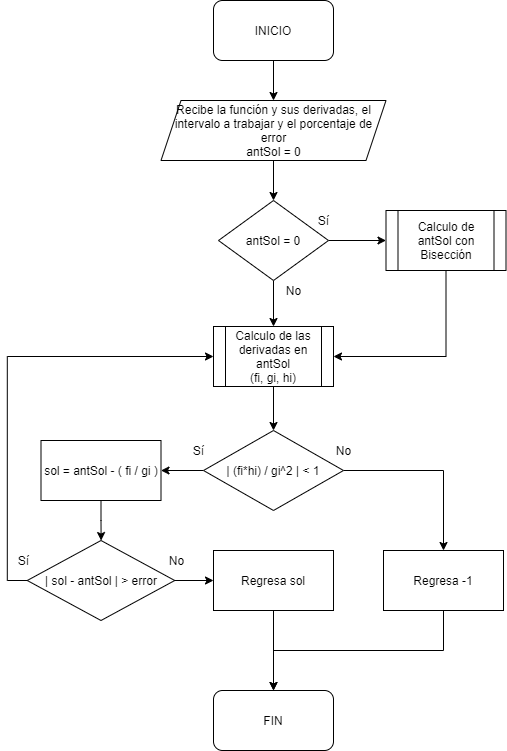 INICIO
Recibe la función y sus derivadas, el
intervalo a trabajar y el porcentaje de
error
antSol = 0
antSol = 0
Sí
Calculo de
antSol con
Bisección
No
Calculo de las
derivadas en
antSol
(fi, gi, hi)
| (fi*hi) / gi^2 | < 1
Sí
No
sol = antSol - ( fi / gi )
| sol - antSol | > error
Sí
No
Regresa sol
Regresa -1
FIN